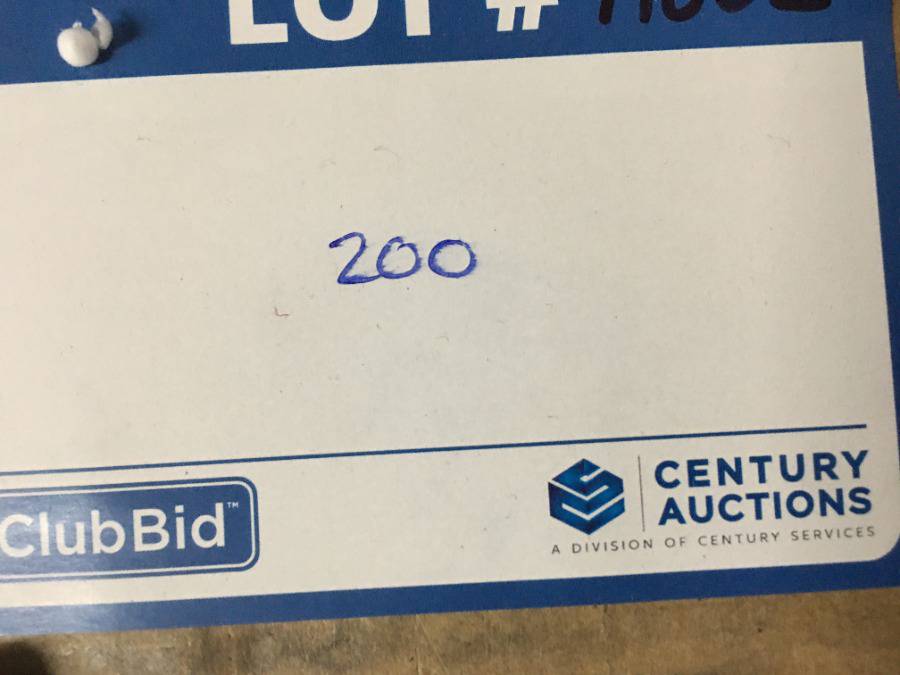 LOT #
200
ClubBid™
CENTURY
AUCTIONS
A DIVISION OF CENTURY SERVICES